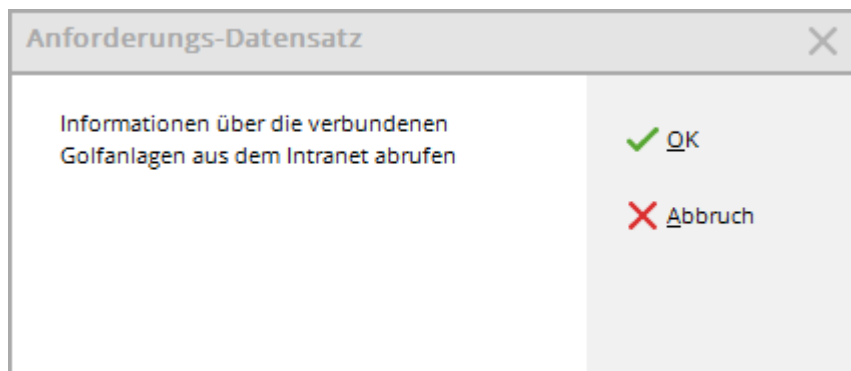 Anforderungs-Datensatz
Informationen über die verbundenen
Golfanlagen aus dem Intranet abrufen
OK
Abbruch